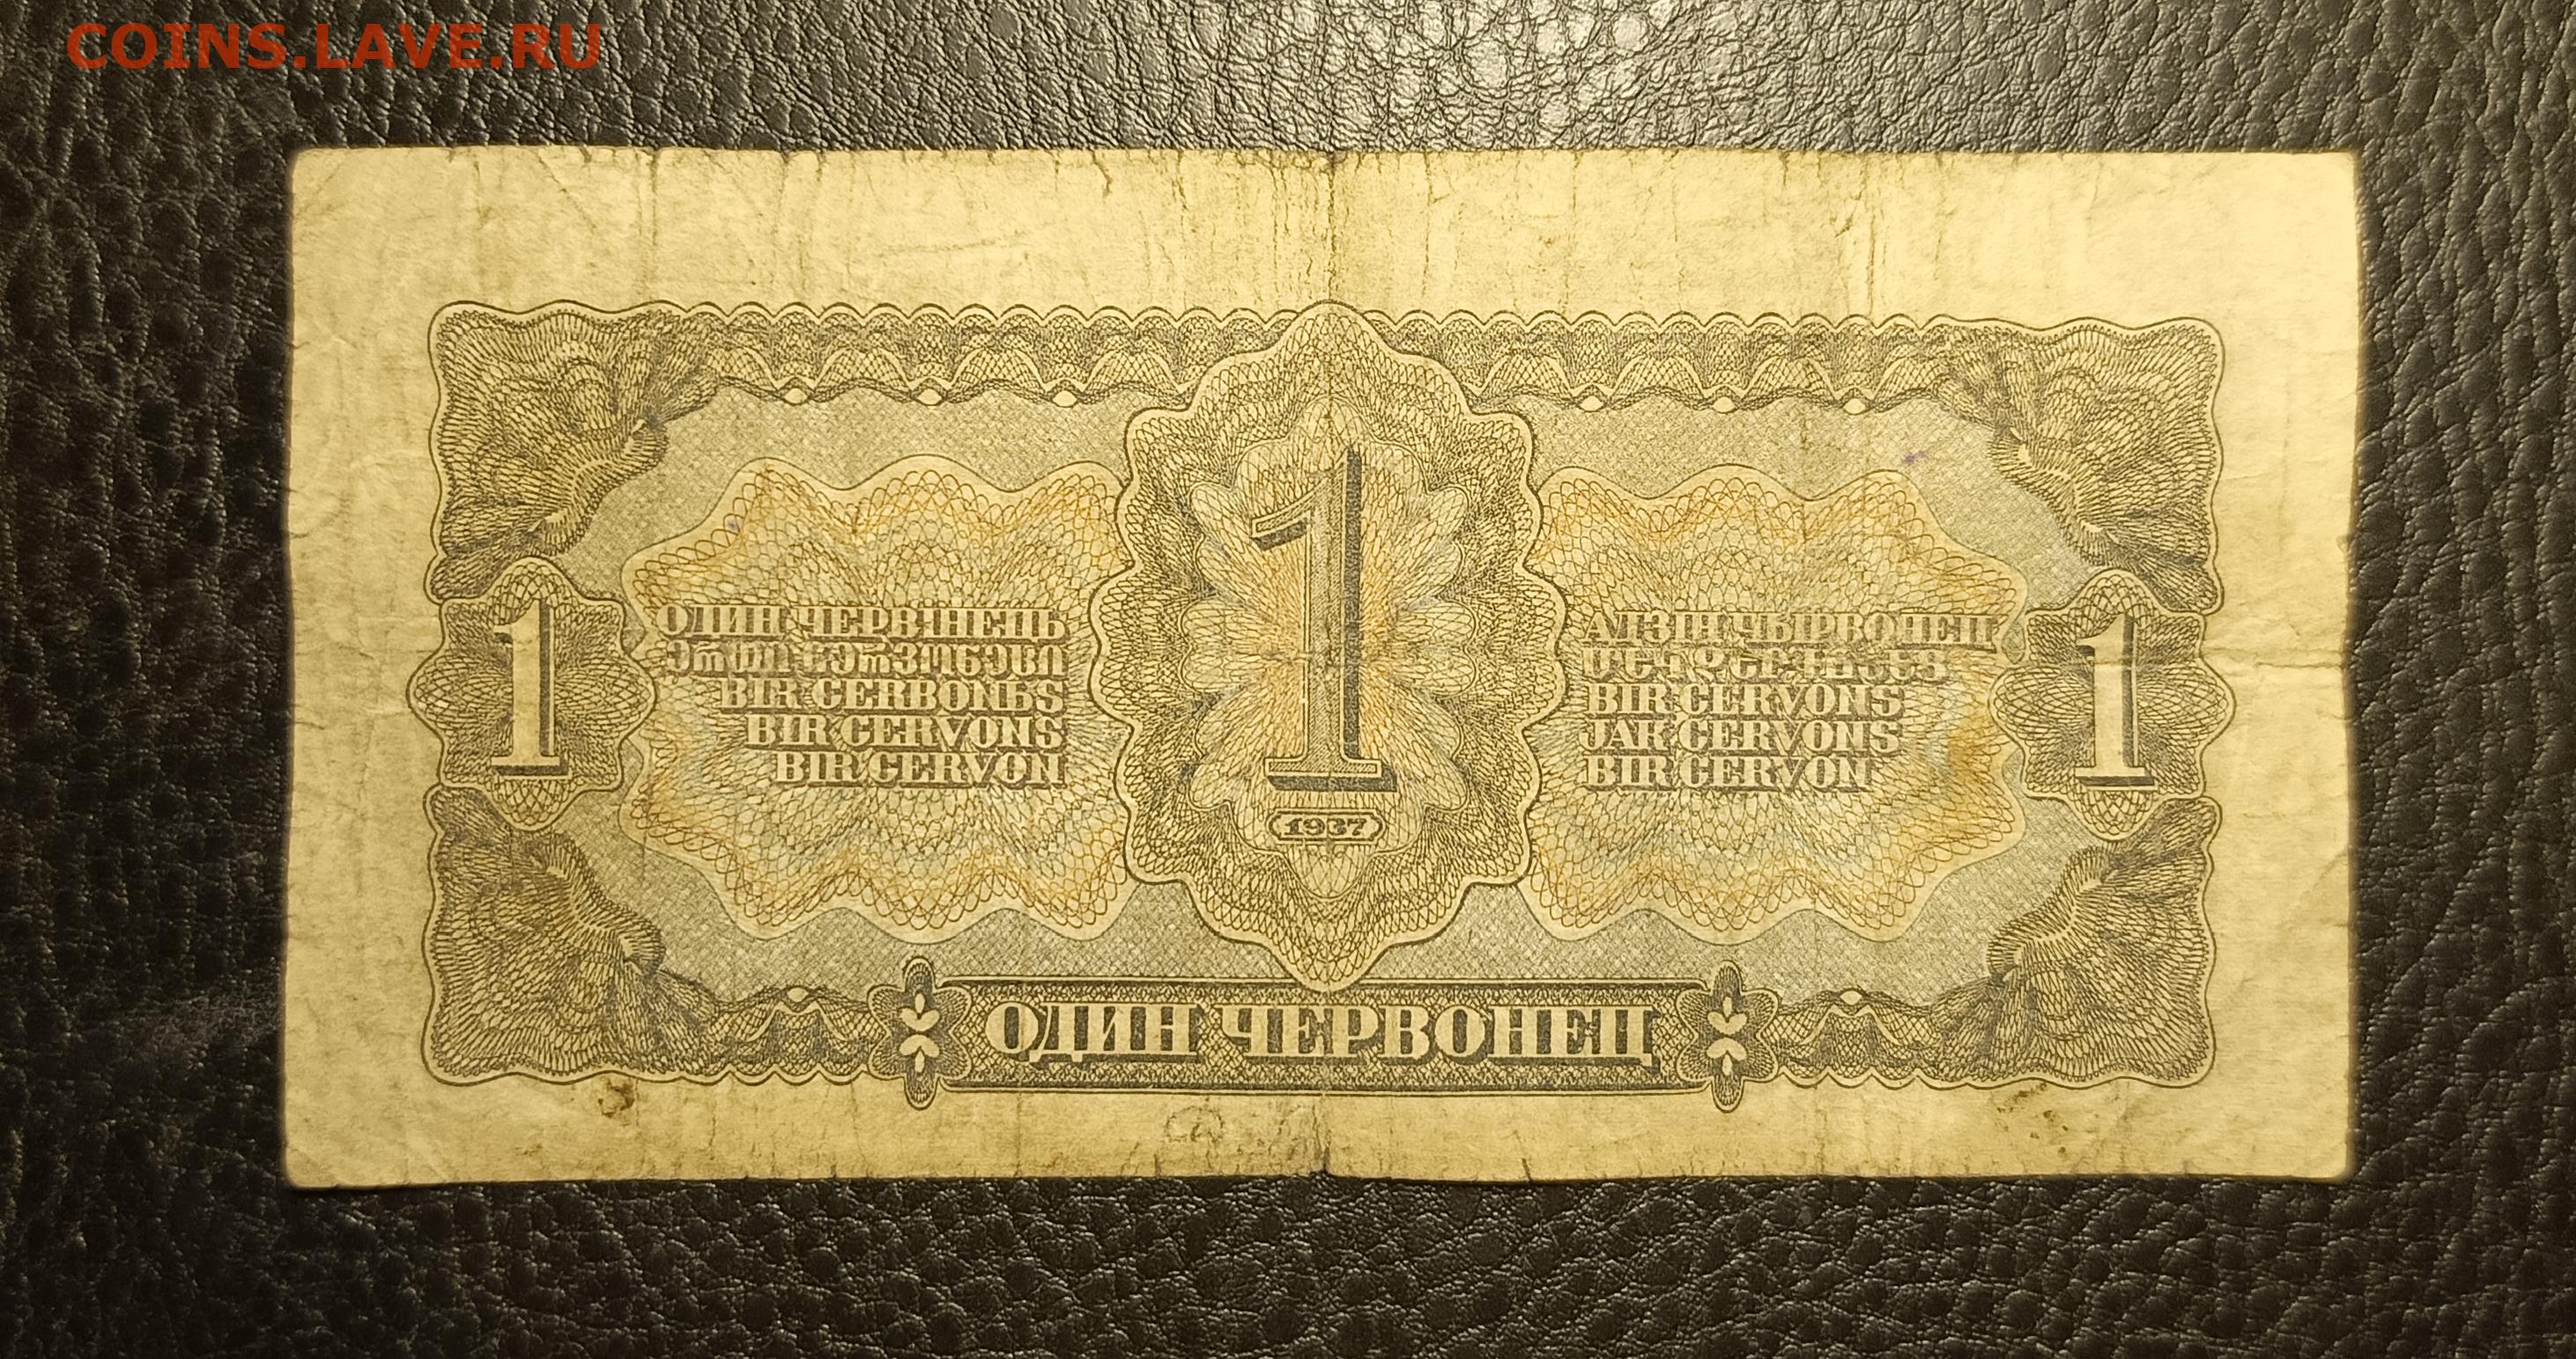 COINS.LAVE.RU
1
ОДИН ЧЕРВІНЕЦЬ
BIR CERBONЬS
BIR CERVONS
BIR CERVON
1
1937
АДЗІН ЧЫРВОНЕЦ
BIR CERVONS
JAK CERVONS
BIR CERVON
1
ОДИН ЧЕРВОНЕЦ